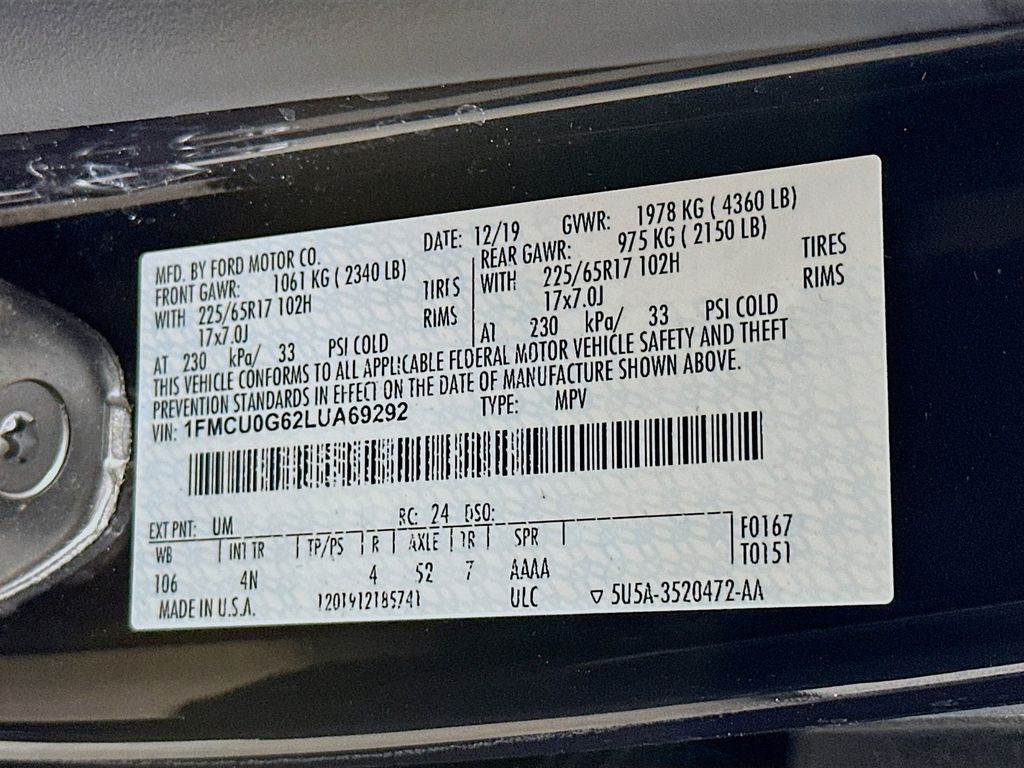 MFD. BY FORD MOTOR CO. DATE: 12/19 GVWR: 1978 KG ( 4360 LB)
FRONT GAWR: 1061 KG ( 2340 LB) REAR GAWR: 975 KG ( 2150 LB)
WITH 225/65R17 102H TIRES WITH 225/65R17 102H TIRES
17x7.0J RIMS 17x7.0J RIMS
AT 230 kPa/ 33 PSI COLD AT 230 kPa/ 33 PSI COLD
THIS VEHICLE CONFORMS TO ALL APPLICABLE FEDERAL MOTOR VEHICLE SAFETY AND THEFT
PREVENTION STANDARDS IN EFFECT ON THE DATE OF MANUFACTURE SHOWN ABOVE.
VIN: 1FMCU0G62LUA69292 TYPE: MPV
EXT PNT: UM RC: 24 DSO:
WB INT TR TP/PS R AXLE TR SPR F0167
106 4N 4 52 7 AAAA T0151
MADE IN U.S.A. 1201912185741 ULC ▽ 5U5A-3520472-AA